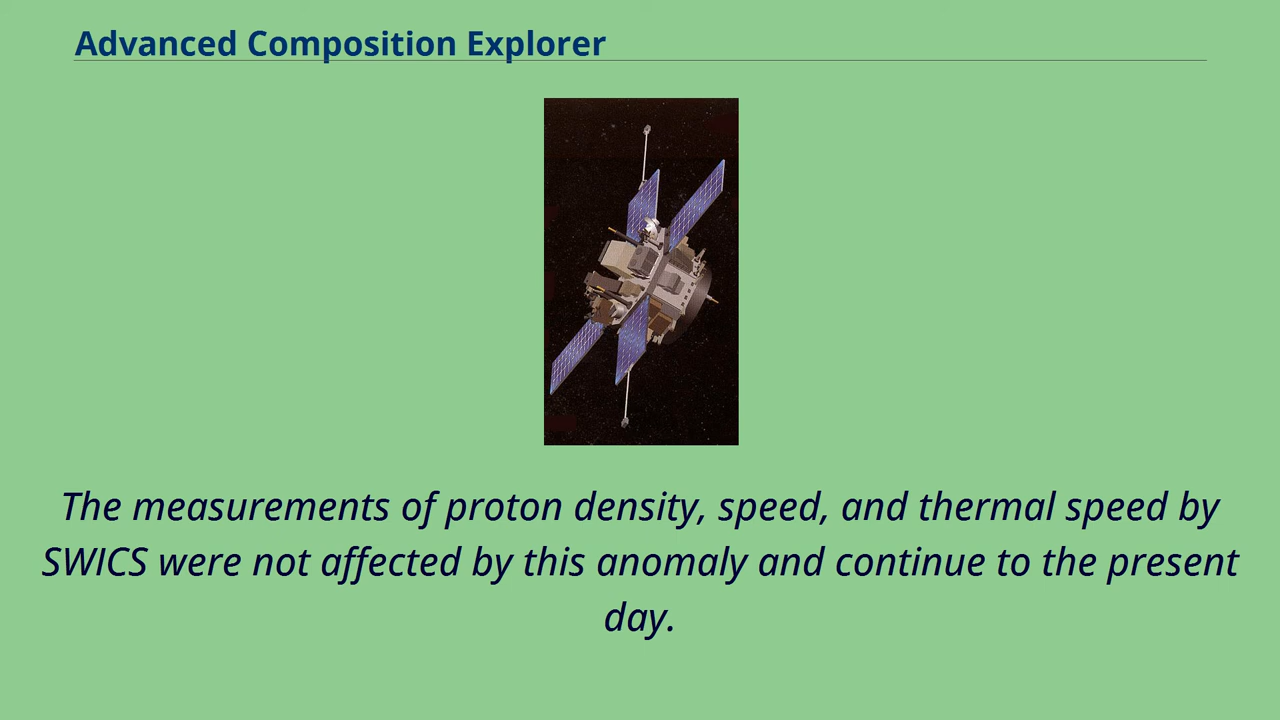 Advanced Composition Explorer
The measurements of proton density, speed, and thermal speed by
SWICS were not affected by this anomaly and continue to the present
day.